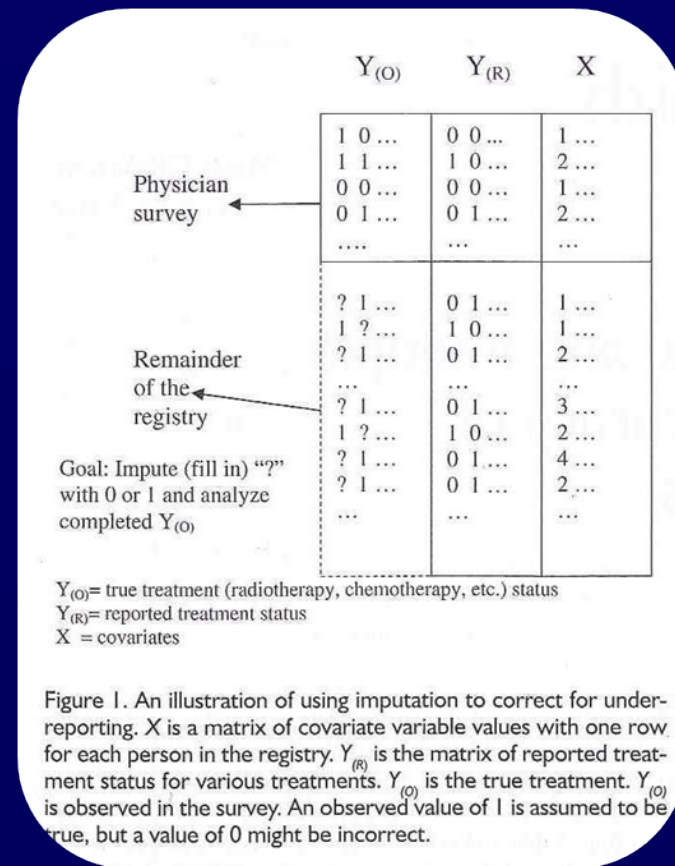 Y(O) Y(R) X
1 0... 0 0... 1 ...
1 1... 1 0... 2 ...
Physician 0 0... 0 0... 1 ...
survey 0 1... 0 1... 2 ...
.... ... ...
? 1 ... 0 1 ... 1 ...
1 ? ... 1 0 ... 1 ...
Remainder ? 1 ... 0 1 ... 2 ...
of the ... ... ...
registry ? 1 ... 0 1 ... 3 ...
1 ? ... 1 0 ... 2 ...
Goal: Impute (fill in) “?” ? 1 ... 0 1 ... 4 ...
with 0 or 1 and analyze ? 1 ... 0 1 ... 2 ...
completed Y(O) ... ... ...
Y(O)= true treatment (radiotherapy, chemotherapy, etc.) status
Y(R)= reported treatment status
X = covariates
Figure 1. An illustration of using imputation to correct for under-
reporting. X is a matrix of covariate variable values with one row
for each person in the registry. Y(R) is the matrix of reported treat-
ment status for various treatments. Y(O) is the true treatment. Y(O)
is observed in the survey. An observed value of 1 is assumed to be
true, but a value of 0 might be incorrect.